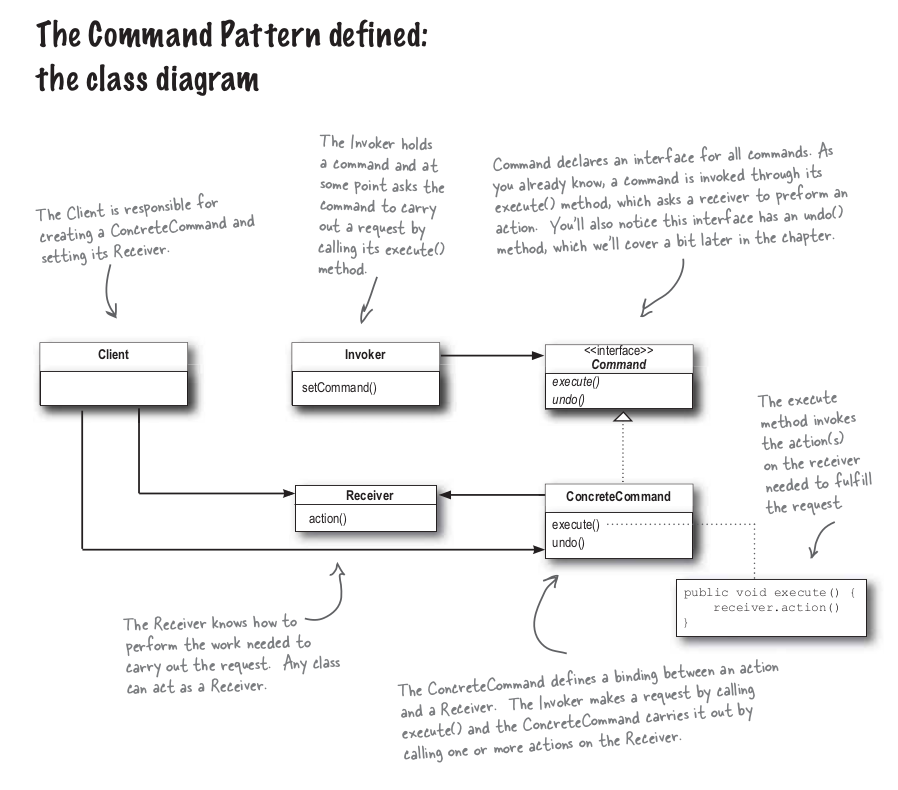 The Command Pattern defined:
the class diagram
The Client is responsible for
creating a ConcreteCommand and
setting its Receiver.
The Invoker holds
a command and at
some point asks the
command to carry
out a request by
calling its execute()
method.
Command declares an interface for all commands. As
you already know, a command is invoked through its
execute() method, which asks a receiver to preform an
action. You'll also notice this interface has an undo()
method, which we'll cover a bit later in the chapter.
Client
Invoker
setCommand()
<<interface>>
Command
execute()
undo()
The execute
method invokes
the action(s)
on the receiver
needed to fulfill
the request
Receiver
action()
ConcreteCommand
execute()
undo()
public void execute() {
receiver.action()
}
The Receiver knows how to
perform the work needed to
carry out the request. Any class
can act as a Receiver.
The ConcreteCommand defines a binding between an action
and a Receiver. The Invoker makes a request by calling
execute() and the ConcreteCommand carries it out by
calling one or more actions on the Receiver.